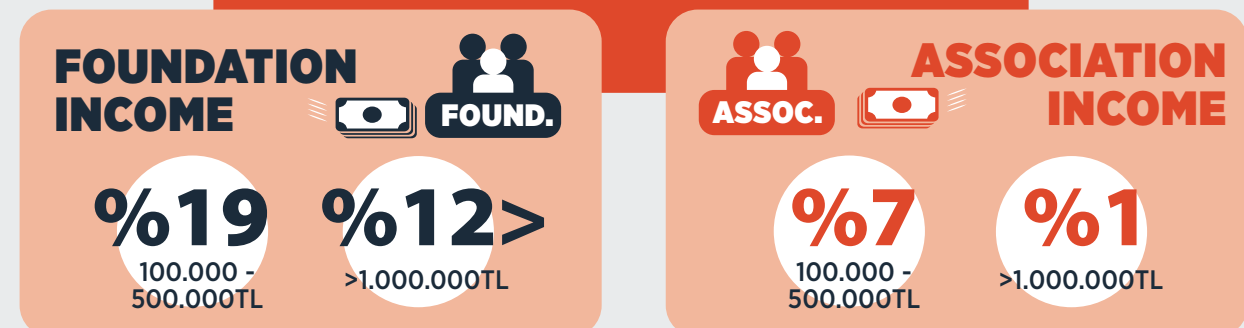 FOUNDATION
INCOME
FOUND.
%19
100.000 -
500.000TL
%12>
>1.000.000TL
ASSOC.
ASSOCIATION
INCOME
%7
100.000 -
500.000TL
%1
>1.000.000TL